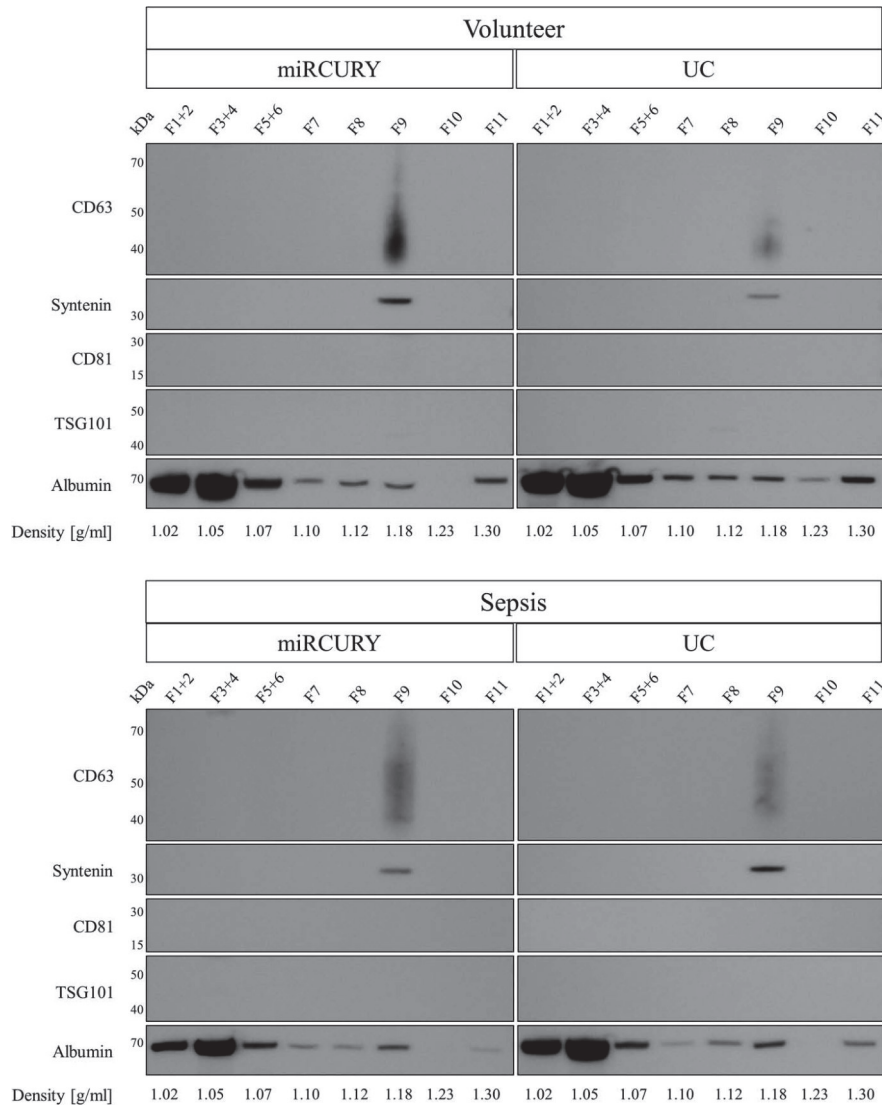 Volunteer
miRCURY UC
kDa F1+2 F3+4 F5+6 F7 F8 F9 F10 F11 F1+2 F3+4 F5+6 F7 F8 F9 F10 F11
70
CD63
50
40
Syntenin
30
30
CD81
15
50
TSG101
40
Albumin 70
Density [g/ml] 1.02 1.05 1.07 1.10 1.12 1.18 1.23 1.30 1.02 1.05 1.07 1.10 1.12 1.18 1.23 1.30
Sepsis
miRCURY UC
kDa F1+2 F3+4 F5+6 F7 F8 F9 F10 F11 F1+2 F3+4 F5+6 F7 F8 F9 F10 F11
70
CD63
50
40
Syntenin
30
30
CD81
15
50
TSG101
40
Albumin 70
Density [g/ml] 1.02 1.05 1.07 1.10 1.12 1.18 1.23 1.30 1.02 1.05 1.07 1.10 1.12 1.18 1.23 1.30